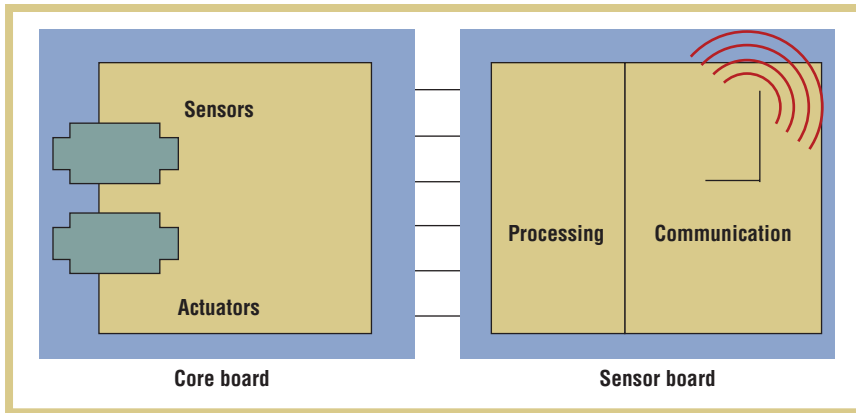 Sensors
Actuators
Processing
Communication
Core board
Sensor board